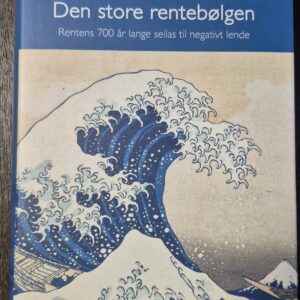 Den store rentebølgen
Rentens 700 år lange seilas til negativt lende